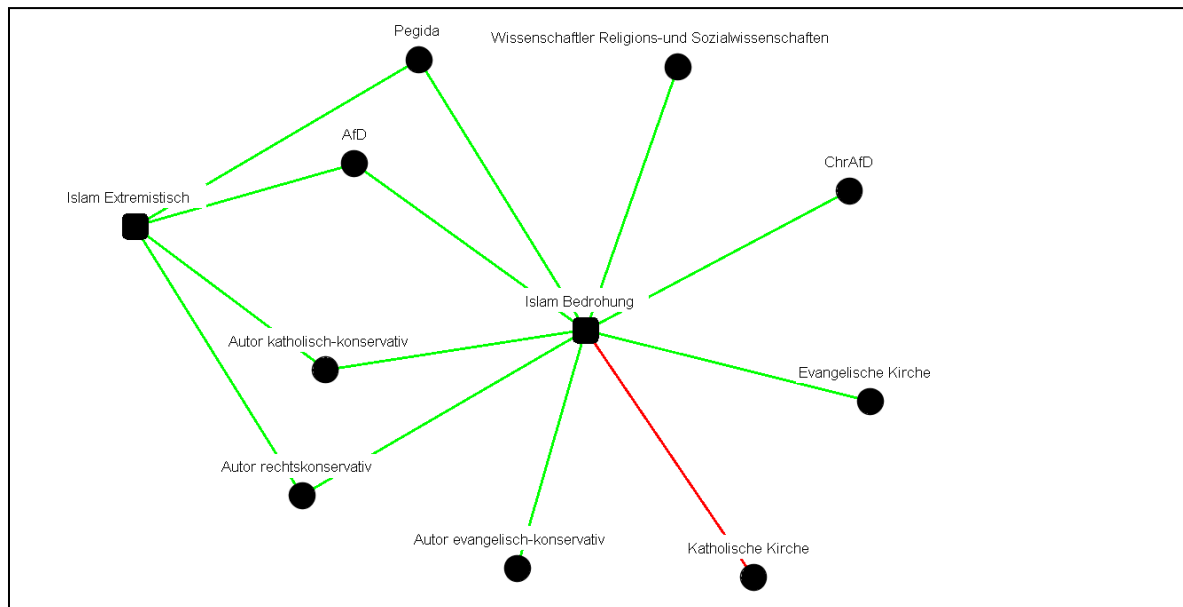 Pegida
Wissenschaftler Religions-und Sozialwissenschaften
AfD
ChrAfD
Islam Extremistisch
Islam Bedrohung
Autor katholisch-konservativ
Evangelische Kirche
Autor rechtskonservativ
Autor evangelisch-konservativ
Katholische Kirche